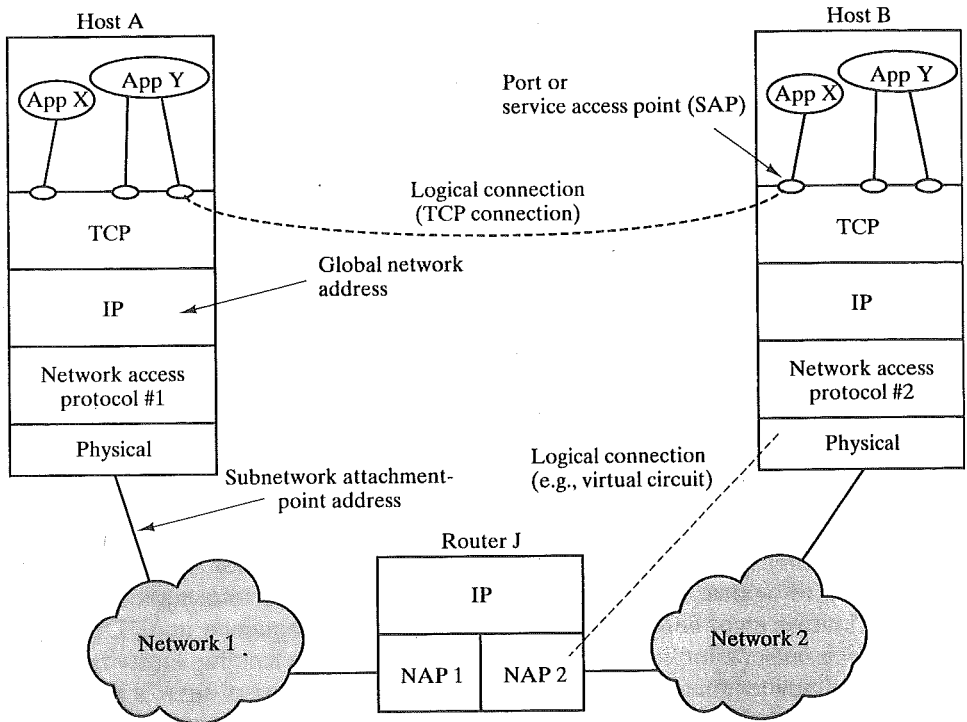 Host A
Host B
App X
App Y
Port or
service access point (SAP)
App X
App Y
Logical connection
(TCP connection)
TCP
TCP
Global network
address
IP
IP
Network access
protocol #1
Network access
protocol #2
Physical
Physical
Logical connection
(e.g., virtual circuit)
Subnetwork attachment-
point address
Router J
IP
Network 1
Network 2
NAP 1
NAP 2